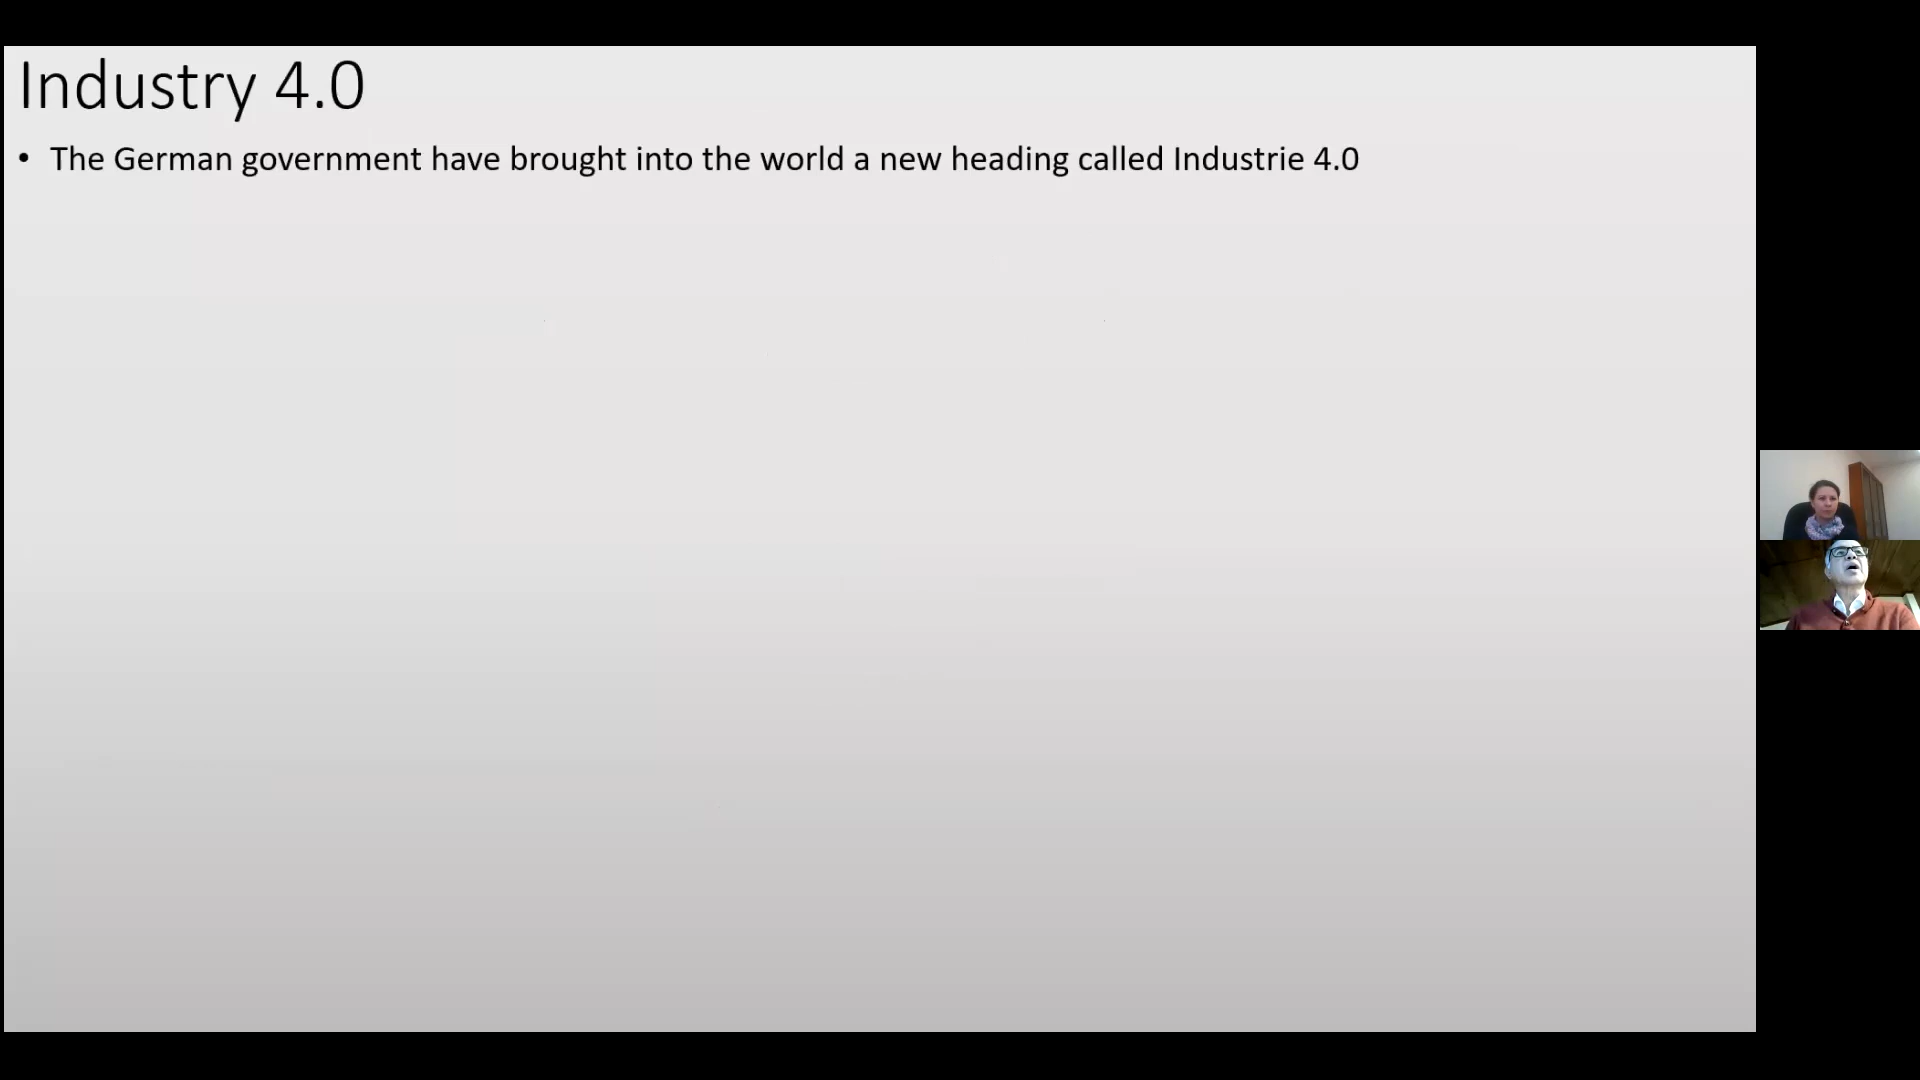 Industry 4.0
• The German government have brought into the world a new heading called Industrie 4.0